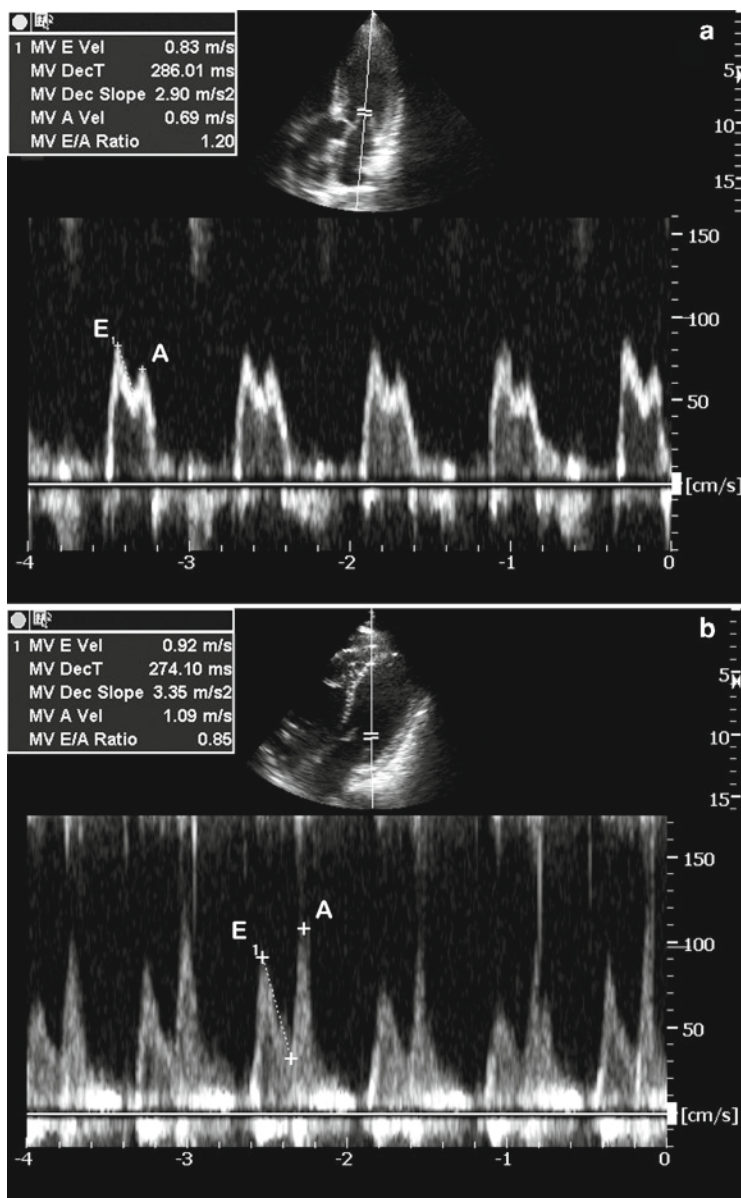 a
1 MV E Vel 0.83 m/s
MV DecT 286.01 ms
MV Dec Slope 2.90 m/s2
MV A Vel 0.69 m/s
MV E/A Ratio 1.20
5
10
15
150
100
E 1 A
50
[cm/s]
-4 -3 -2 -1 0
b
1 MV E Vel 0.92 m/s
MV DecT 274.10 ms
MV Dec Slope 3.35 m/s2
MV A Vel 1.09 m/s
MV E/A Ratio 0.85
5
10
15
150
E 1 A
100
50
[cm/s]
-4 -3 -2 -1 0